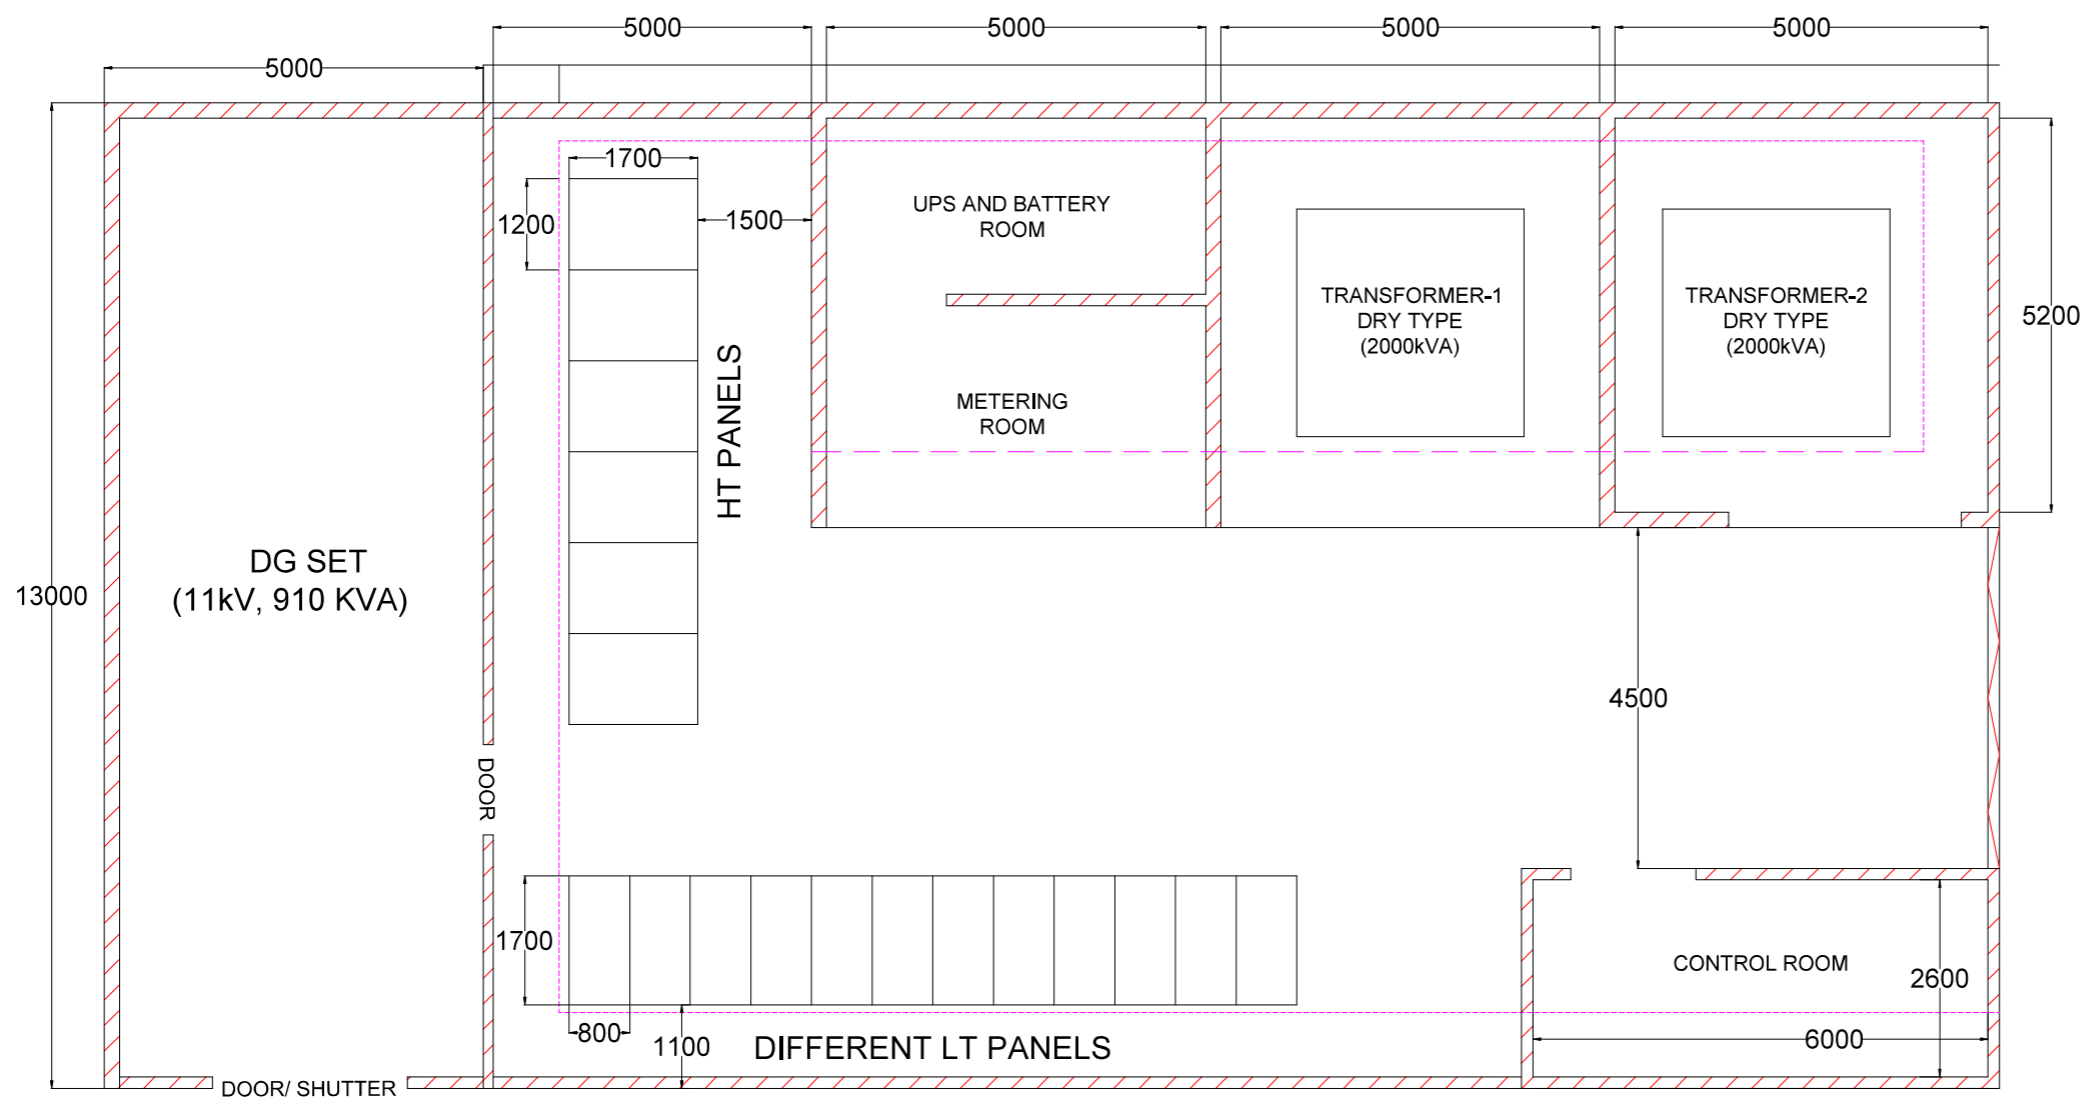 5000
5000
5000
5000
5000
1700
1200
1500
UPS AND BATTERY
ROOM
TRANSFORMER-1
DRY TYPE
(2000kVA)
TRANSFORMER-2
DRY TYPE
(2000kVA)
5200
HT PANELS
METERING
ROOM
DG SET
(11kV, 910 KVA)
13000
4500
DOOR
1700
CONTROL ROOM
2600
800
1100
DIFFERENT LT PANELS
6000
DOOR/ SHUTTER